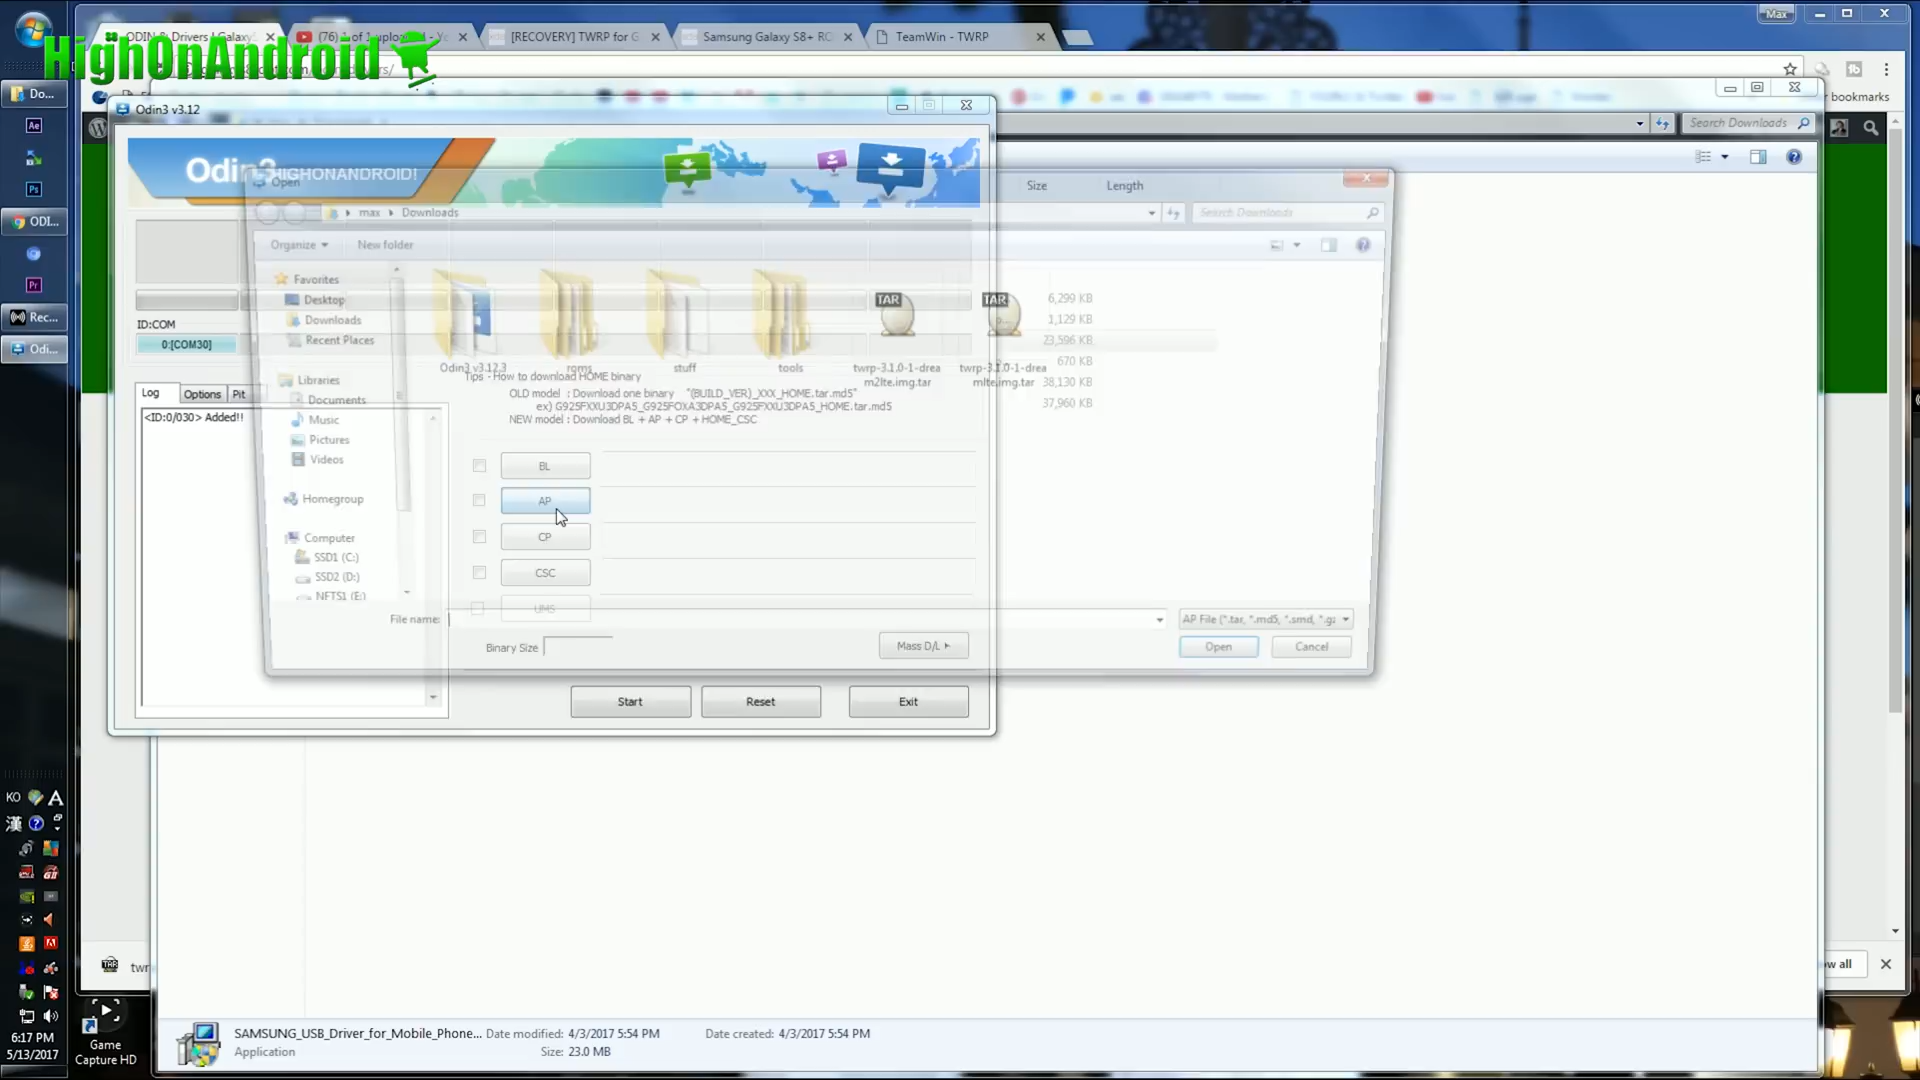 Max
ODIN & Drivers | Galaxy
(76) 1 of 1 uploa
[RECOVERY] TWRP for G
Samsung Galaxy S8+ RO
TeamWin - TWRP
HighOnAndroid
Do...
Odin3 v3.12
bookmarks
Search Downloads
Odin3
HIGHONANDROID!
Open
Size
Length
max
Downloads
Search Downloads
Organize
New folder
ODI...
Favorites
Desktop
Downloads
Recent Places
Libraries
Documents
Music
Pictures
Videos
Homegroup
Computer
SSD1 (C:)
SSD2 (D:)
NFTS1 (E:)
TAR
TAR
Odin3 v3.12.3
roms
stuff
tools
twrp-3.1.0-1-drea
m2lte.img.tar
twrp-3.1.0-1-drea
mlte.img.tar
6,299 KB
1,129 KB
23,596 KB
670 KB
38,130 KB
37,960 KB
Rec...
Odi...
ID:COM
0:[COM30]
Log
Options
Pit
<ID:0/030> Added!!
Tips - How to download HOME binary
OLD model : Download one binary "(BUILD_VER)_XXX_HOME.tar.md5"
ex) G925FXXU3DPA5_G925FOXA3DPA5_G925FXXU3DPA5_HOME.tar.md5
NEW model : Download BL + AP + CP + HOME_CSC
BL
AP
CP
CSC
UMS
File name:
AP File (*.tar, *.md5, *.smd, *.gz
Binary Size
Mass D/L
Open
Cancel
Start
Reset
Exit
Ae
Ps
Pr
KO
A
漢
twr
ow all
Game
Capture HD
6:17 PM
5/13/2017
SAMSUNG_USB_Driver_for_Mobile_Phone...
Date modified: 4/3/2017 5:54 PM
Date created: 4/3/2017 5:54 PM
Application
Size: 23.0 MB